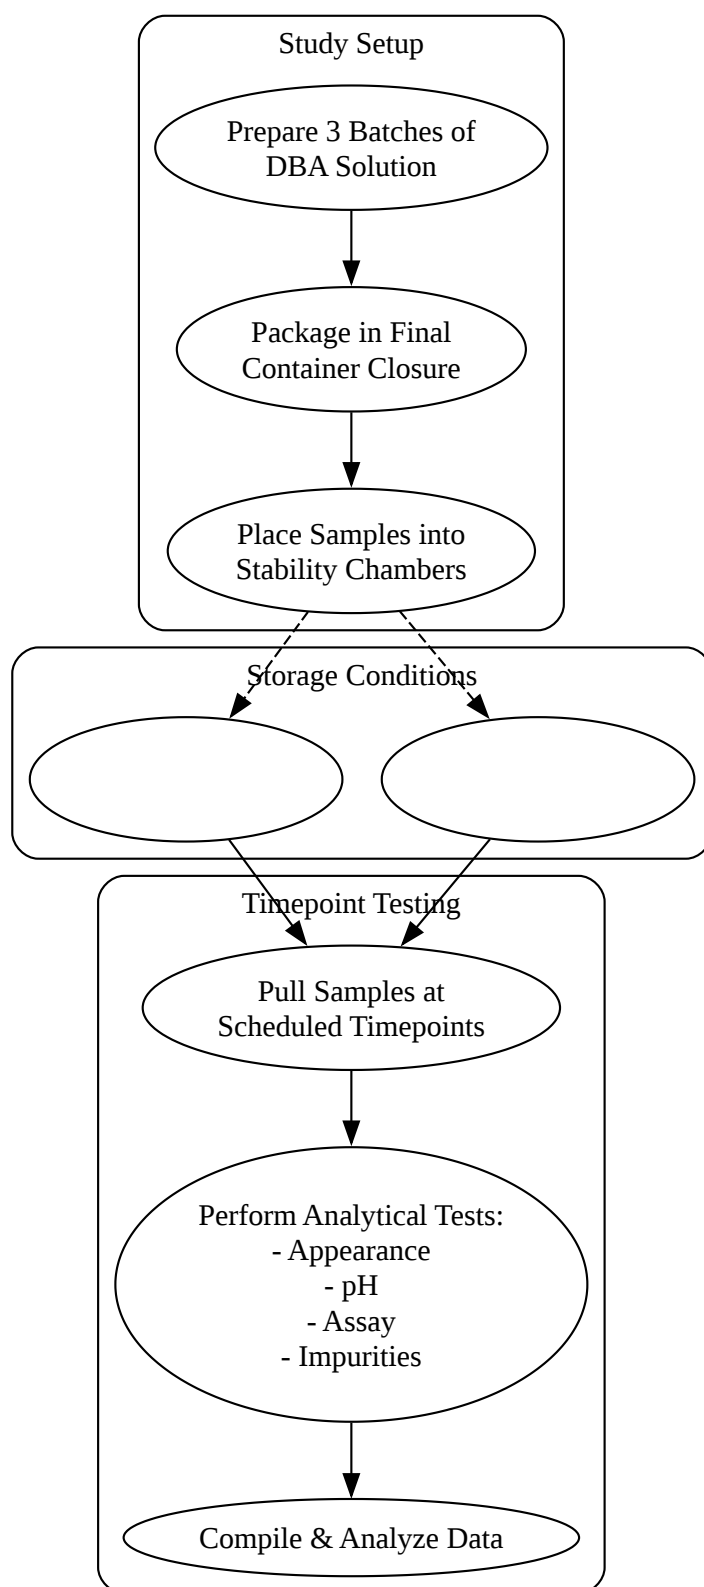 Study Setup
Prepare 3 Batches of
DBA Solution
Package in Final
Container Closure
Place Samples into
Stability Chambers
Storage Conditions
Timepoint Testing
Pull Samples at
Scheduled Timepoints
Perform Analytical Tests:
- Appearance
- pH
- Assay
- Impurities
Compile & Analyze Data